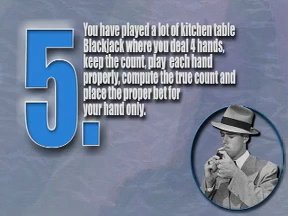 5.
You have played a lot of kitchen table
Blackjack where you deal 4 hands,
keep the count, play each hand
properly, compute the true count and
place the proper bet for
your hand only.